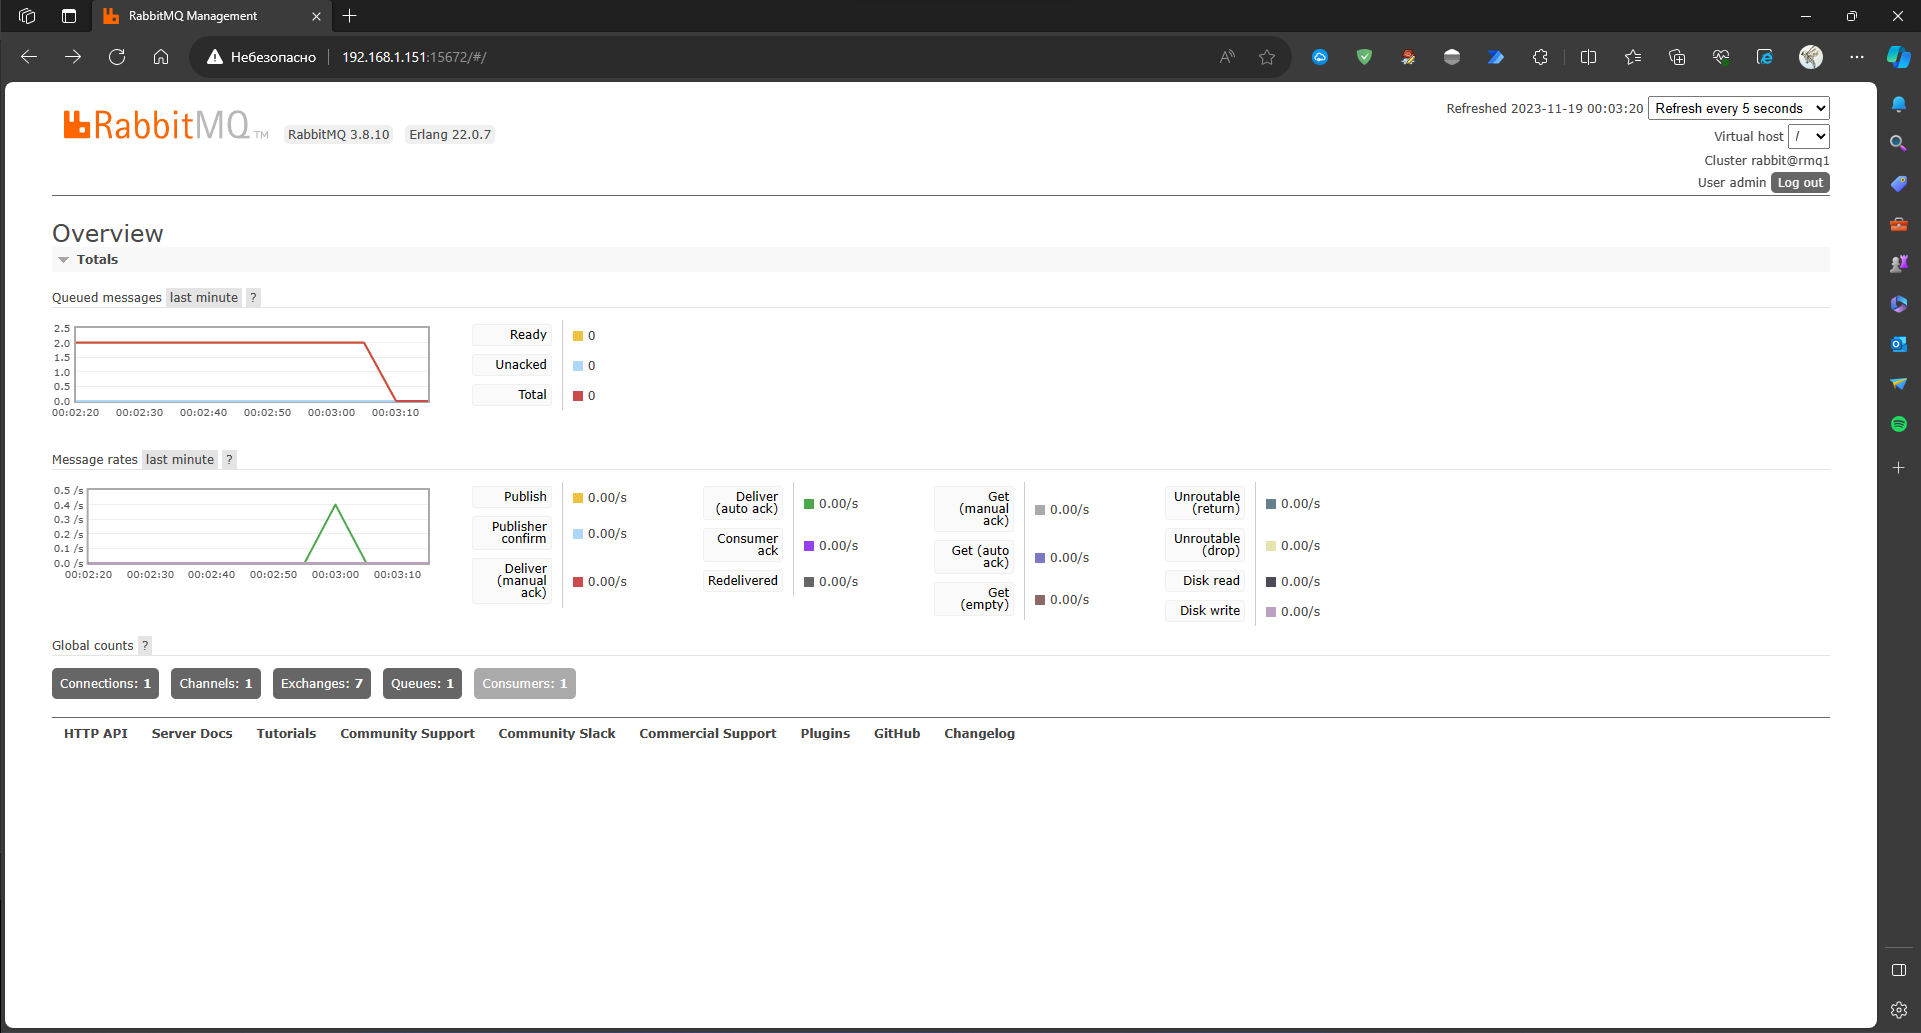 RabbitMQ Management
Небезопасно 192.168.1.151:15672/#/
RabbitMQ TM RabbitMQ 3.8.10 Erlang 22.0.7
Refreshed 2023-11-19 00:03:20 Refresh every 5 seconds
Virtual host /
Cluster rabbit@rmq1
User admin Log out
Overview
Totals
Queued messages last minute ?
2.5
2.0
1.5
1.0
0.5
0.0
00:02:20 00:02:30 00:02:40 00:02:50 00:03:00 00:03:10
Ready 0
Unacked 0
Total 0
Message rates last minute ?
0.5 /s
0.4 /s
0.3 /s
0.2 /s
0.1 /s
0.0 /s
00:02:20 00:02:30 00:02:40 00:02:50 00:03:00 00:03:10
Publish 0.00/s
Publisher
confirm 0.00/s
Deliver
(manual 0.00/s
ack)
Deliver
(auto ack) 0.00/s
Consumer
ack 0.00/s
Redelivered 0.00/s
Get
(manual 0.00/s
ack)
Get (auto
ack) 0.00/s
Get
(empty) 0.00/s
Unroutable
(return) 0.00/s
Unroutable
(drop) 0.00/s
Disk read 0.00/s
Disk write 0.00/s
Global counts ?
Connections: 1 Channels: 1 Exchanges: 7 Queues: 1 Consumers: 1
HTTP API Server Docs Tutorials Community Support Community Slack Commercial Support Plugins GitHub Changelog